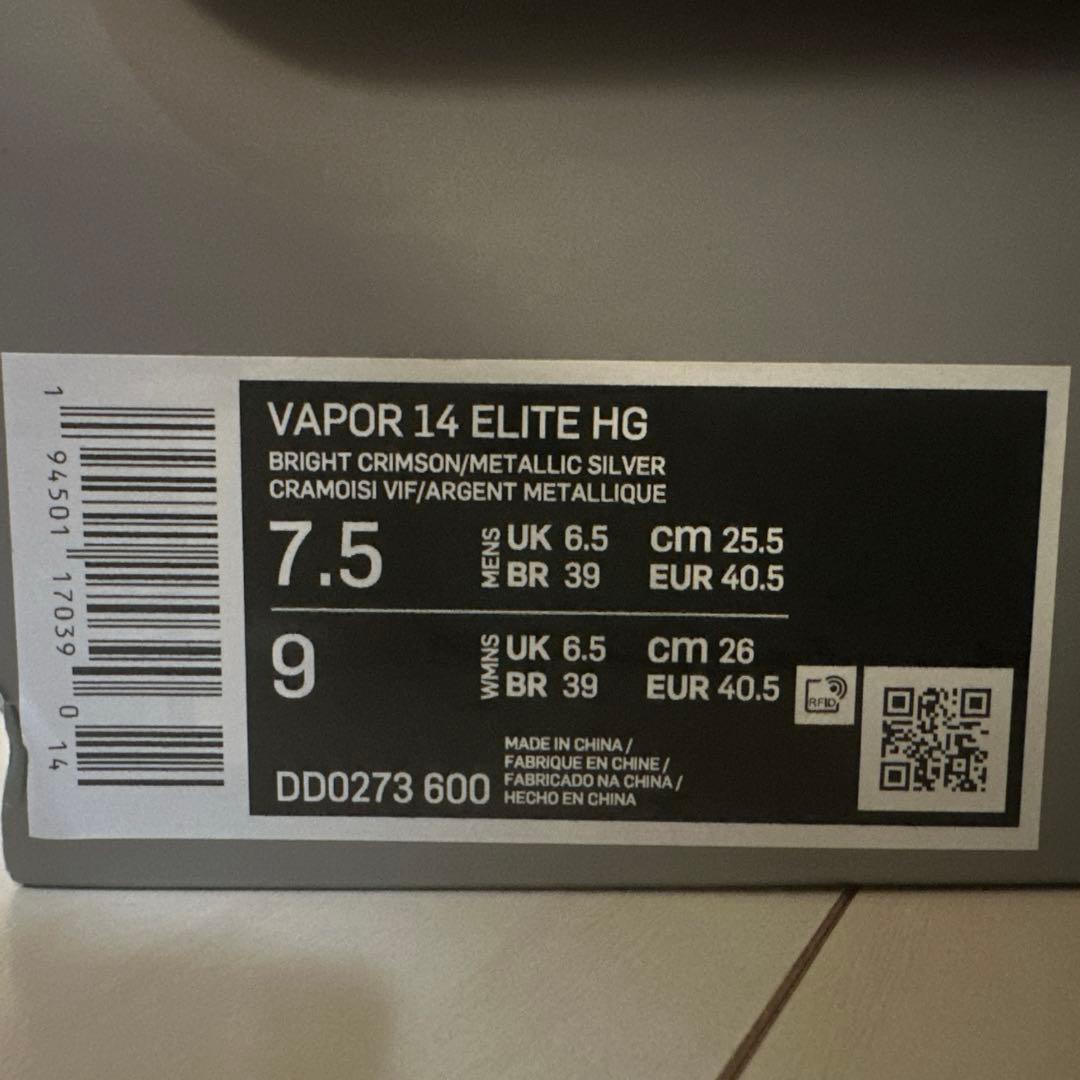 VAPOR 14 ELITE HG
BRIGHT CRIMSON/METALLIC SILVER
CRAMOISI VIF/ARGENT METALLIQUE
7.5 MENS UK 6.5 cm 25.5
BR 39 EUR 40.5
9 WMNS UK 6.5 cm 26
BR 39 EUR 40.5
RFID
MADE IN CHINA /
FABRIQUE EN CHINE /
FABRICADO NA CHINA /
HECHO EN CHINA
DD0273 600
1 94501 17039 0 14